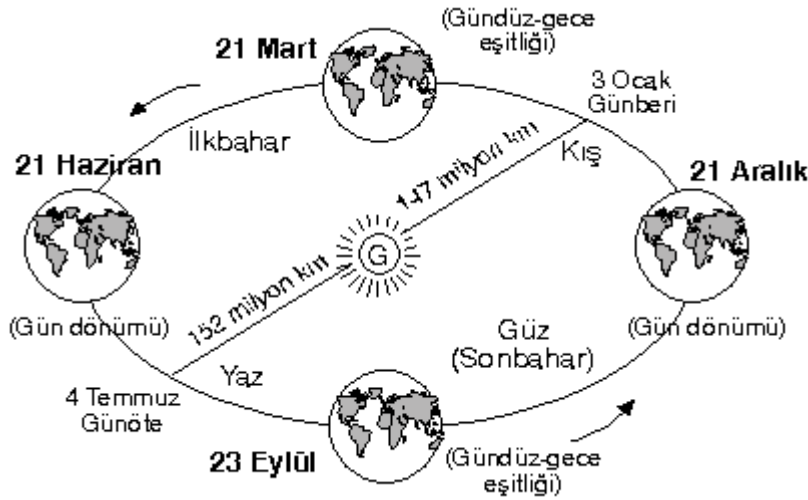 (Gündüz-gece
eşitliği)
21 Mart
3 Ocak
Günberi
İlkbahar
147 milyon km
Kış
21 Haziran
21 Aralık
G
152 milyon km
(Gün dönümü)
Güz
(Sonbahar)
(Gün dönümü)
Yaz
4 Temmuz
Günöte
23 Eylül
(Gündüz-gece
eşitliği)